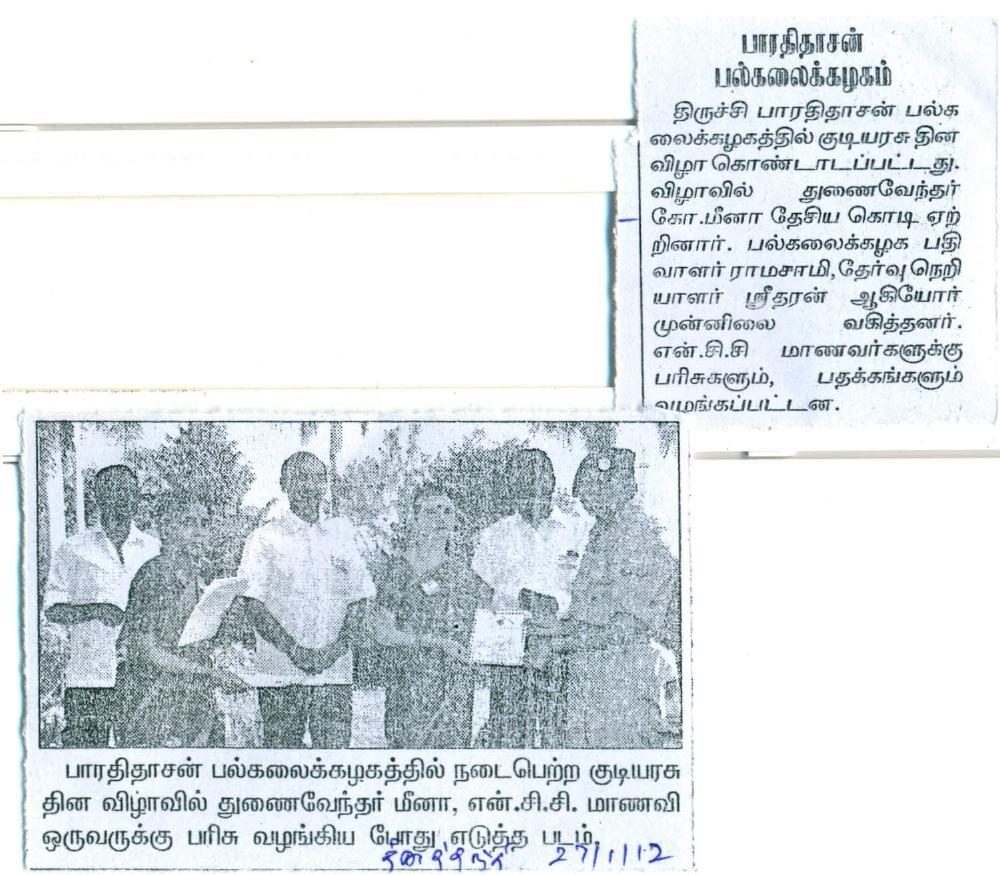 பாரதிதாசன்
பல்கலைக்கழகம்
திருச்சி பாரதிதாசன் பல்க
லைக்கழகத்தில் குடியரசு தின
விழா கொண்டாடப்பட்டது.
விழாவில் துணைவேந்தர்
கோ.மீனா தேசிய கொடி ஏற்
றினார். பல்கலைக்கழக பதி
வாளர் ராமசாமி,தேர்வு நெறி
யாளர் ஸ்ரீதரன் ஆகியோர்
முன்னிலை வகித்தனர்.
என்.சி.சி மாணவர்களுக்கு
பரிசுகளும், பதக்கங்களும்
வழங்கப்பட்டன.
பாரதிதாசன் பல்கலைக்கழகத்தில் நடைபெற்ற குடியரசு
தின விழாவில் துணைவேந்தர் மீனா, என்.சி.சி. மாணவி
ஒருவருக்கு பரிசு வழங்கிய போது எடுத்த படம்.
27/1/12